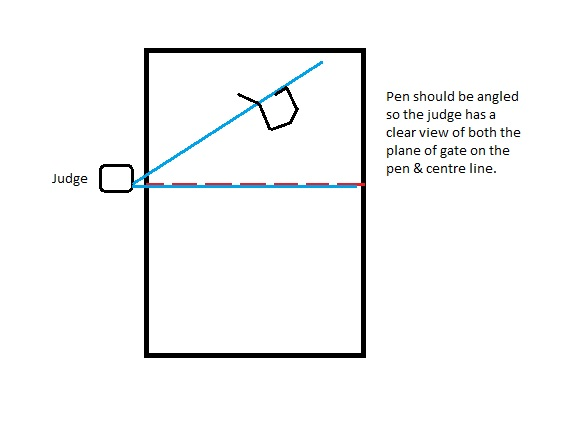 Judge
Pen should be angled
so the judge has a
clear view of both the
plane of gate on the
pen & centre line.